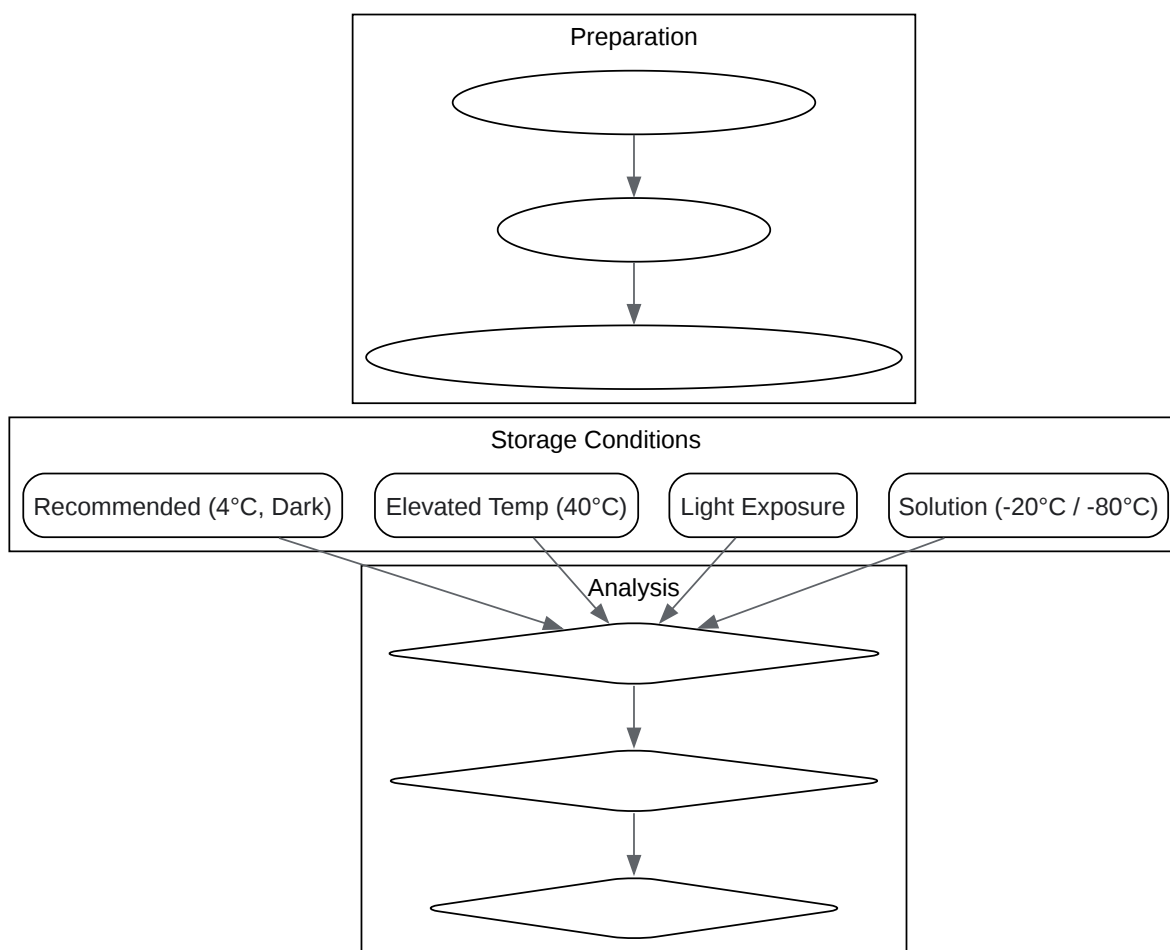 Preparation
Storage Conditions
Recommended (4°C, Dark)
Elevated Temp (40°C)
Light Exposure
Solution (-20°C / -80°C)
Analysis